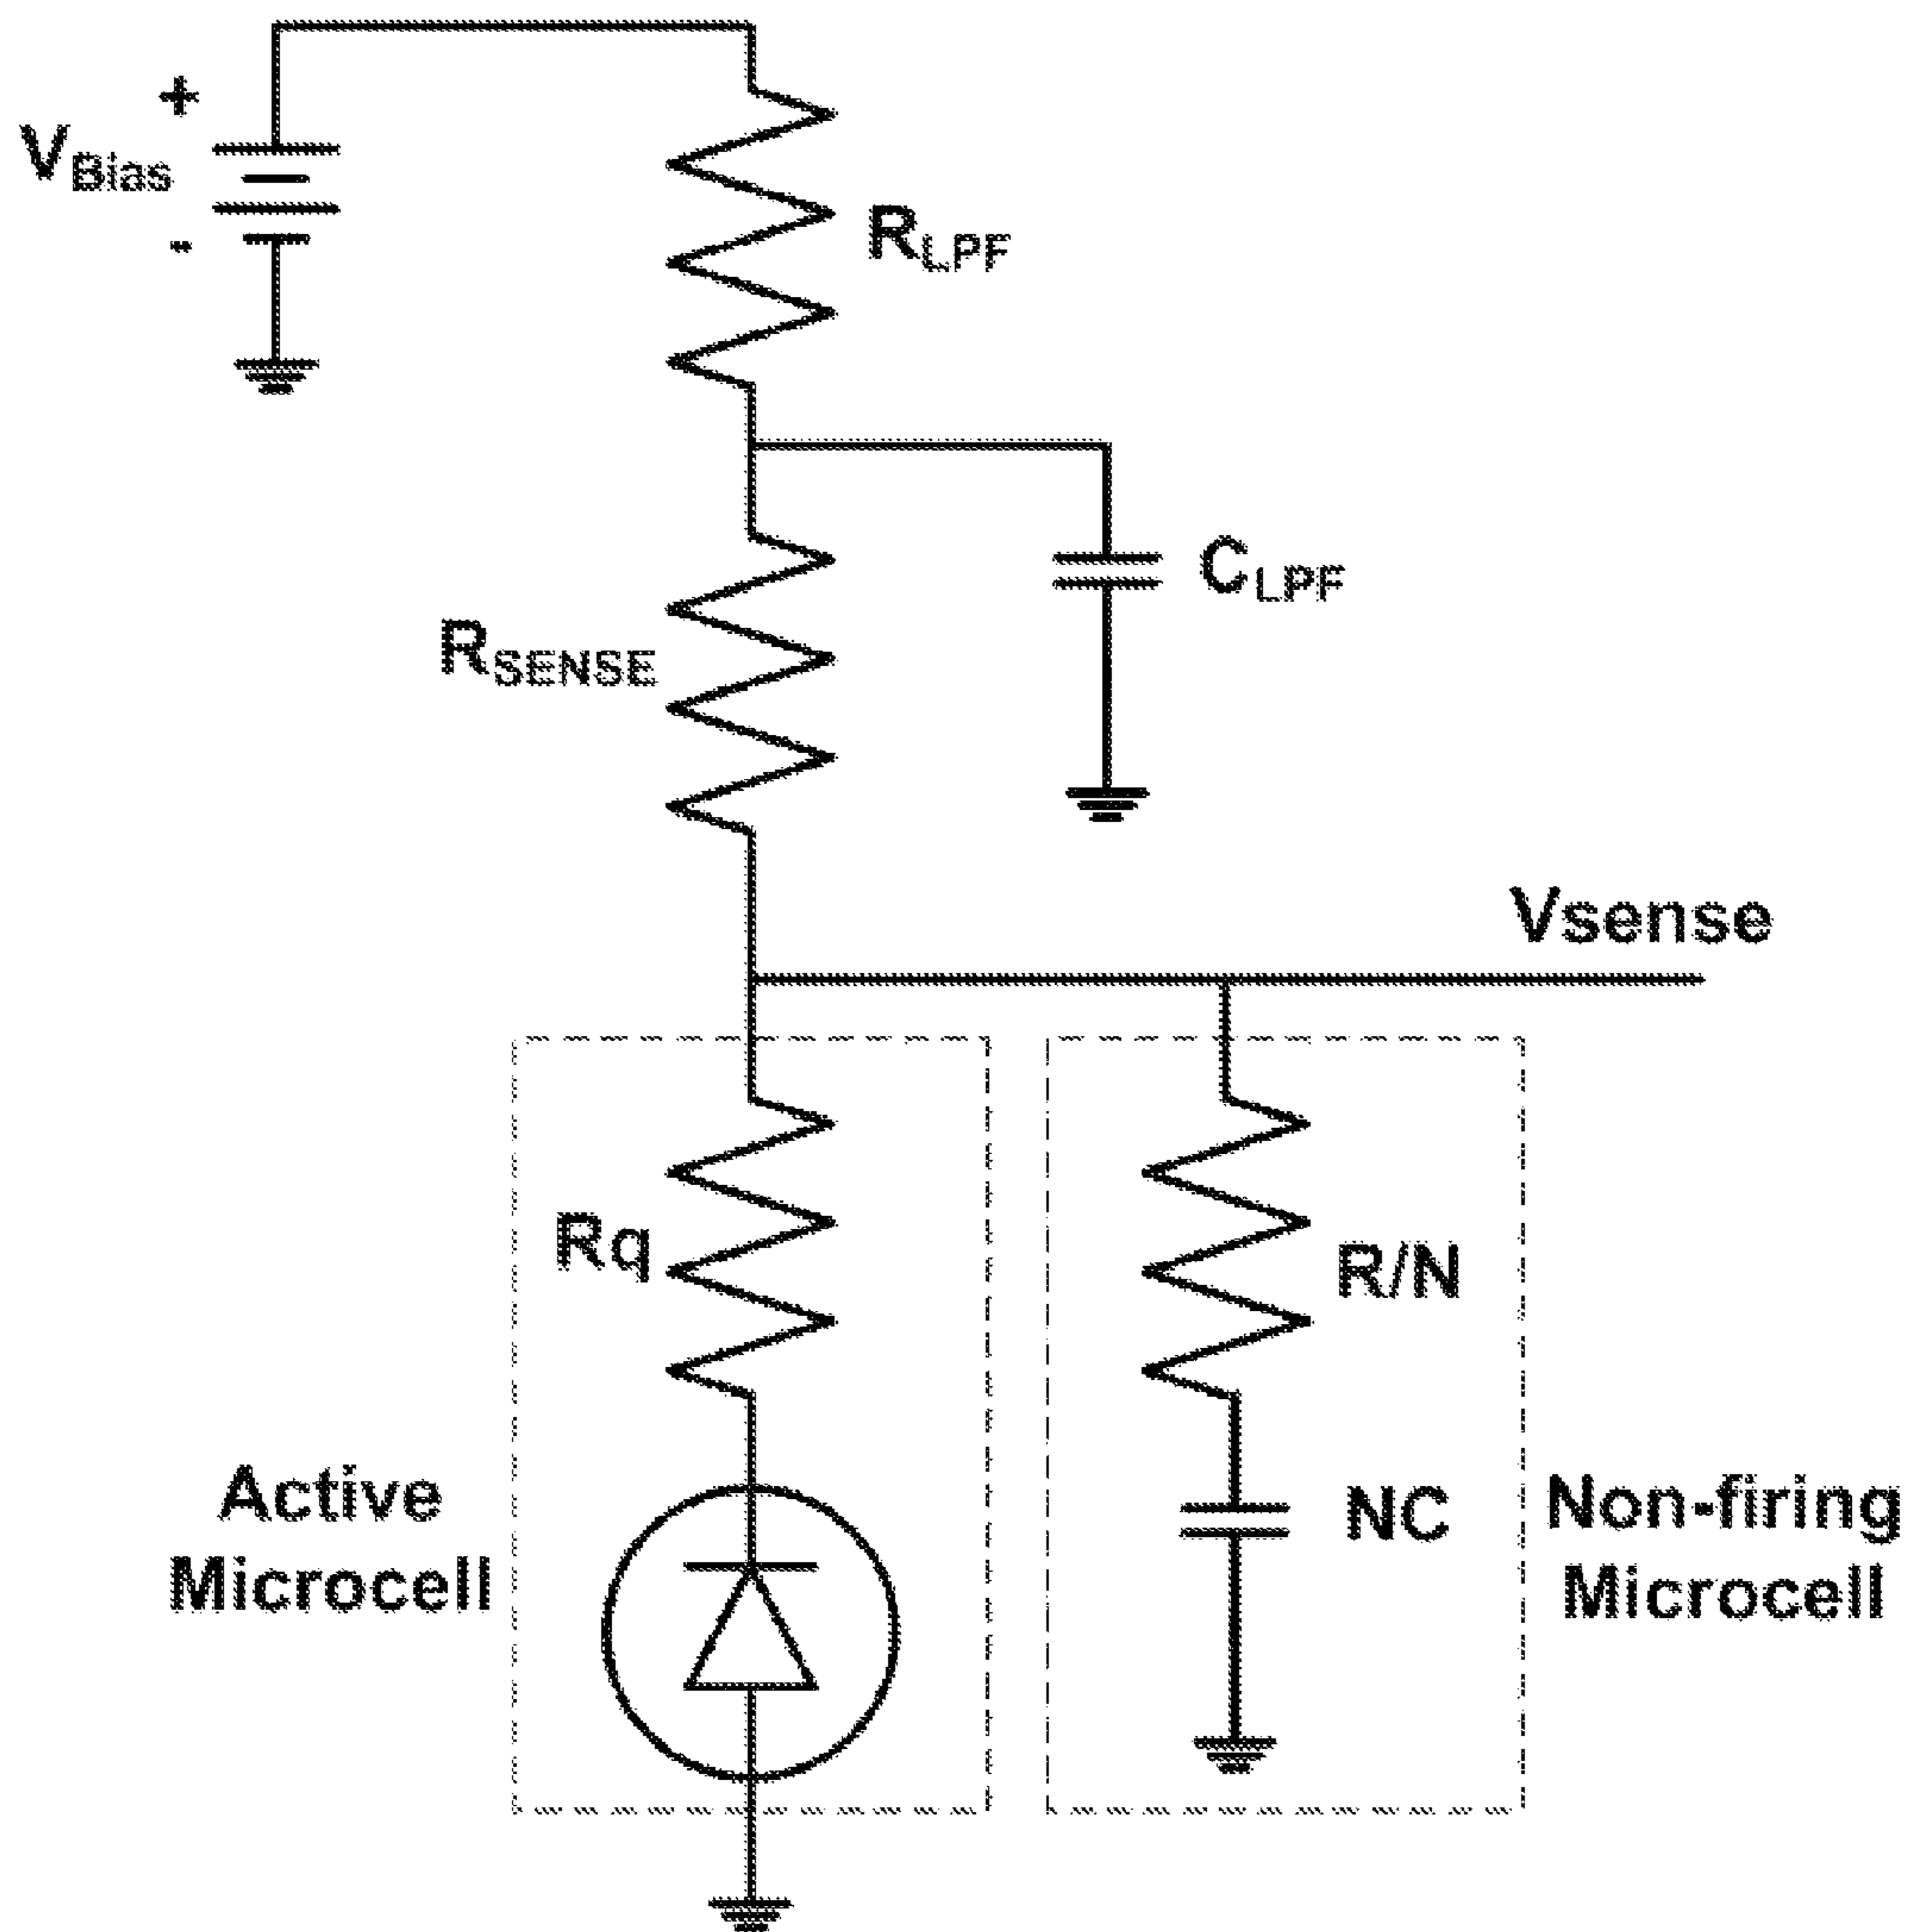 +
VBias
-
RLPF
CLPF
RSENSE
Vsense
Rq
R/N
Active
Microcell
NC
Non-firing
Microcell